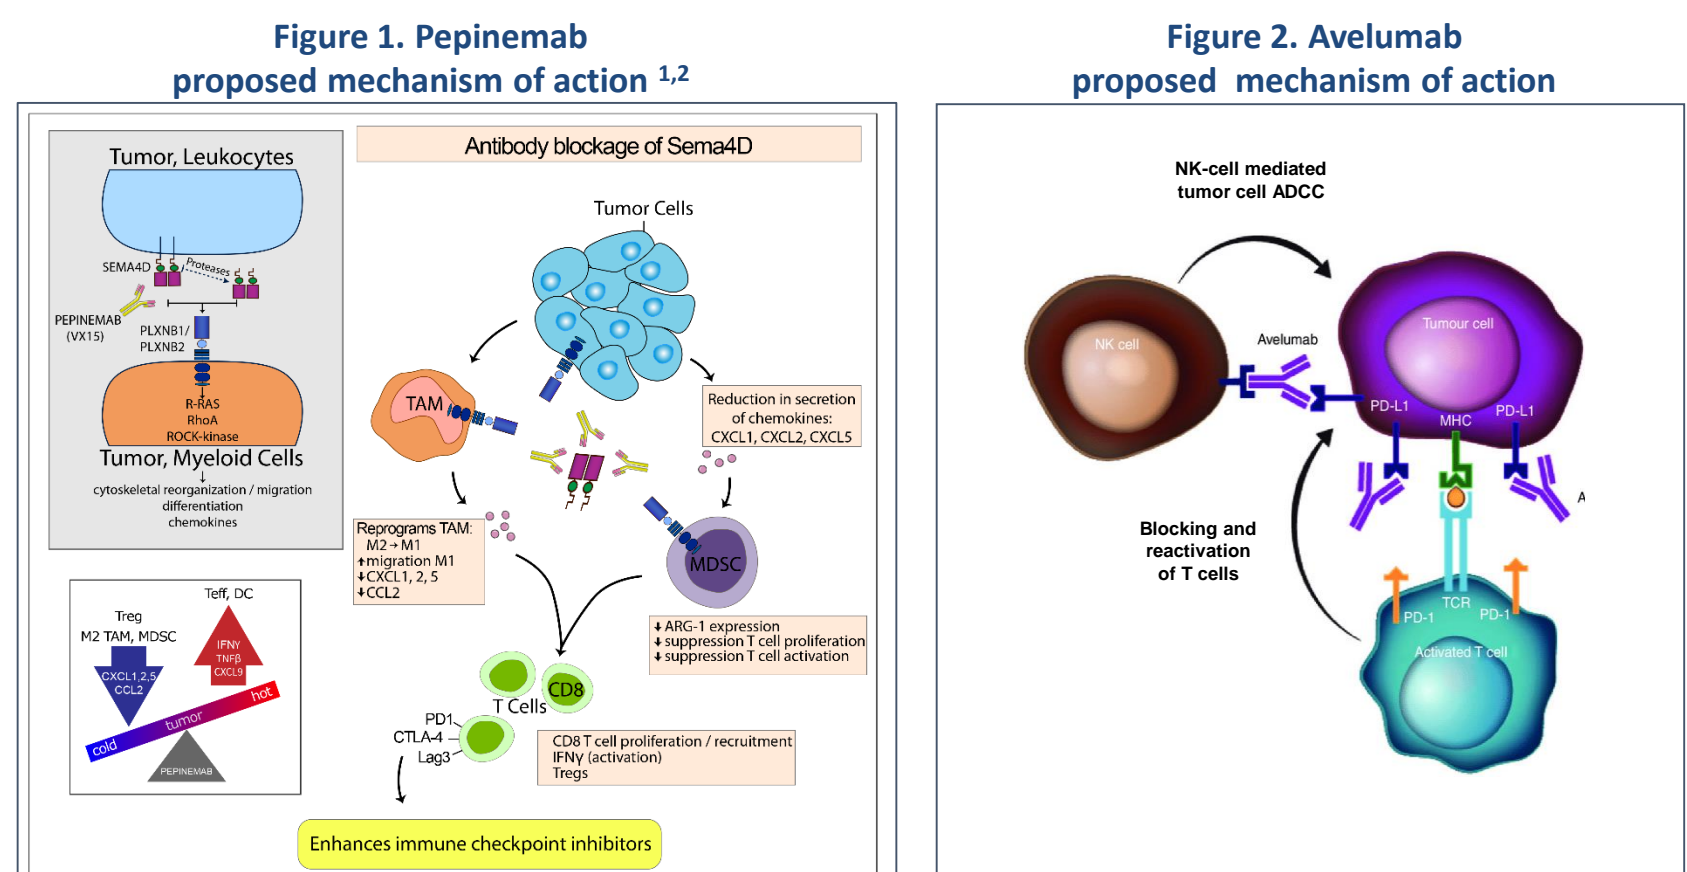 Figure 1. Pepinemab
proposed mechanism of action 1,2
Tumor, Leukocytes
SEMA4D
Proteases
PEPINEMAB
(VX15)
PLXNB1/
PLXNB2
R-RAS
RhoA
ROCK-kinase
Tumor, Myeloid Cells
cytoskeletal reorganization / migration
differentiation
chemokines
Treg
M2 TAM, MDSC
CXCL1,2,5
CCL2
Teff, DC
IFNγ
TNFβ
CXCL9
cold
tumor
hot
PEPINEMAB
Antibody blockage of Sema4D
Tumor Cells
TAM
Reduction in secretion
of chemokines:
CXCL1, CXCL2, CXCL5
Reprograms TAM:
M2→M1
↑migration M1
↓CXCL1, 2, 5
↓CCL2
MDSC
↓ARG-1 expression
↓suppression T cell proliferation
↓suppression T cell activation
CD8
T Cells
PD1
CTLA-4
Lag3
CD8 T cell proliferation / recruitment
IFNγ (activation)
Tregs
Enhances immune checkpoint inhibitors
Figure 2. Avelumab
proposed mechanism of action
NK-cell mediated
tumor cell ADCC
NK cell
Avelumab
Tumour cell
PD-L1
MHC
PD-L1
A
Blocking and
reactivation
of T cells
TCR
PD-1
PD-1
Activated T cell